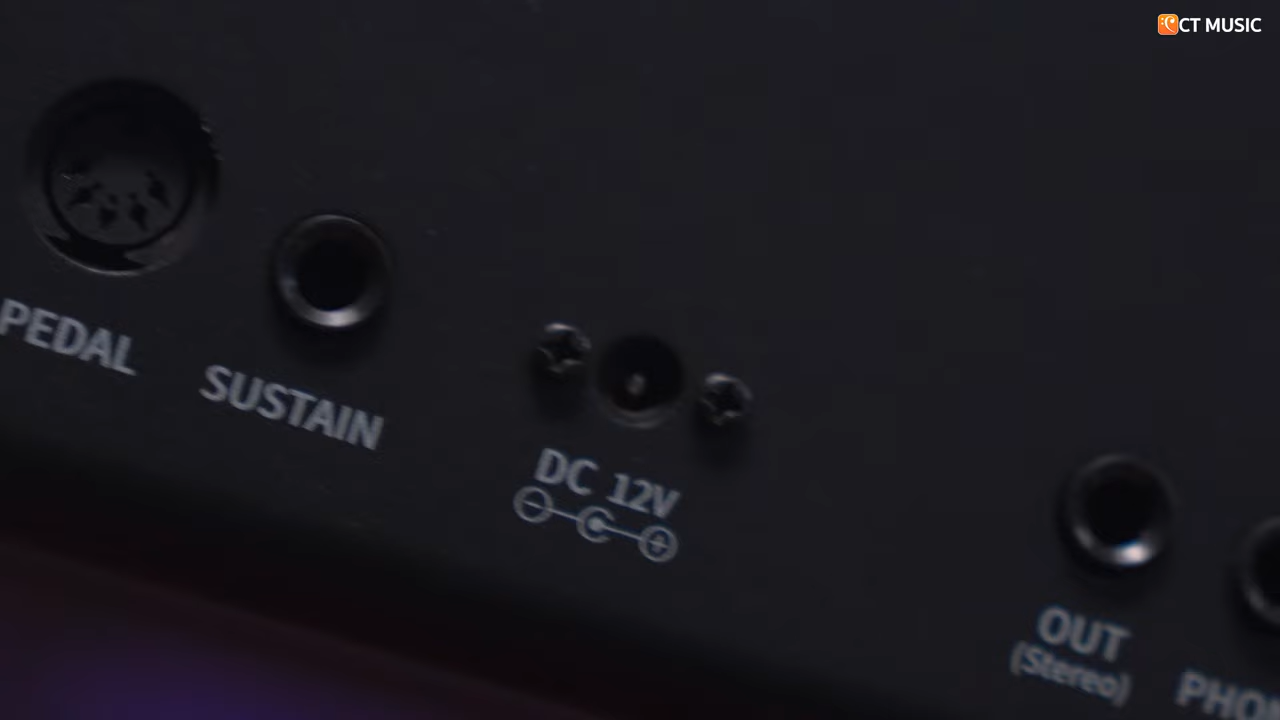 CT MUSIC
PEDAL
SUSTAIN
DC 12V
OUT
(Stereo)